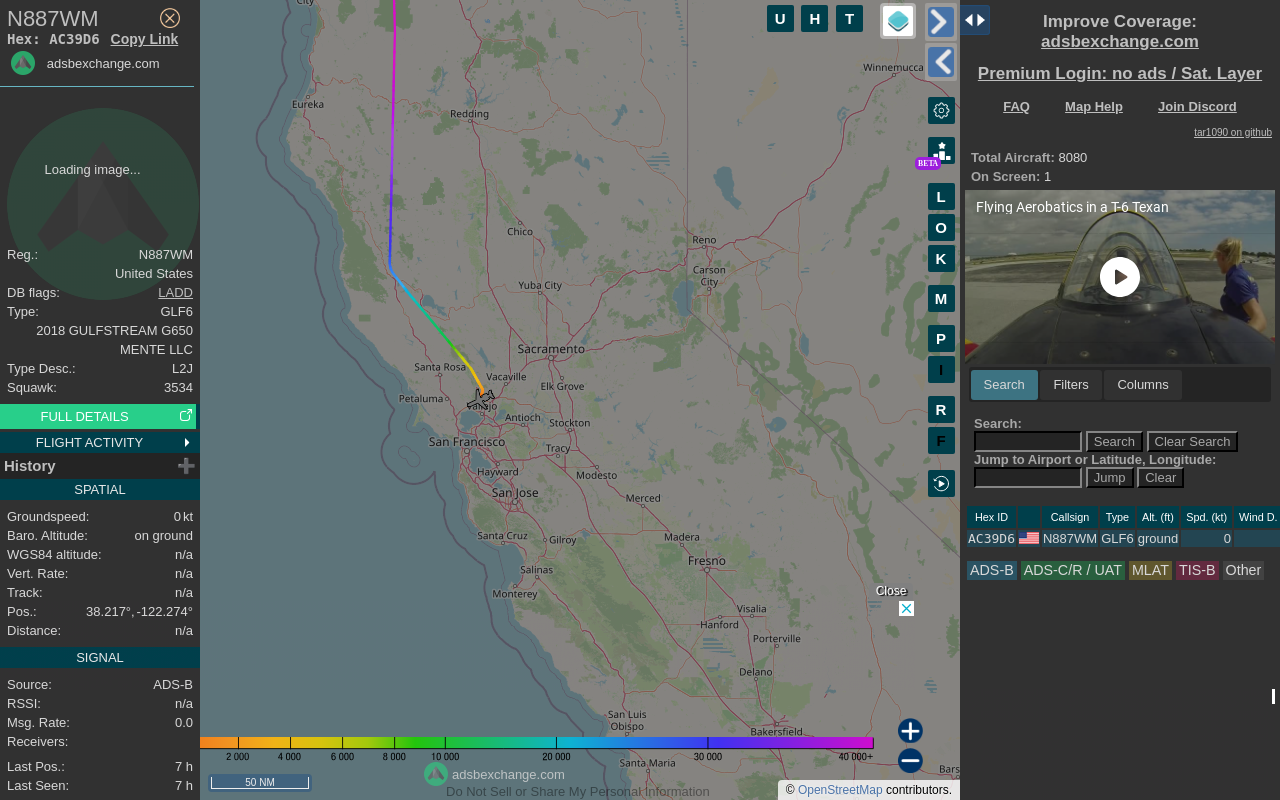 N887WM
Hex: AC39D6 Copy Link
adsbexchange.com
Loading image...
Reg.: N887WM
United States
DB flags: LADD
Type: GLF6
2018 GULFSTREAM G650
MENTE LLC
Type Desc.: L2J
Squawk: 3534
FULL DETAILS
FLIGHT ACTIVITY
History
SPATIAL
Groundspeed: 0 kt
Baro. Altitude: on ground
WGS84 altitude: n/a
Vert. Rate: n/a
Track: n/a
Pos.: 38.217°, -122.274°
Distance: n/a
SIGNAL
Source: ADS-B
RSSI: n/a
Msg. Rate: 0.0
Receivers:
Last Pos.: 7 h
Last Seen: 7 h
City
Eureka
Redding
Winnemucca
Chico
Reno
Carson
City
Yuba City
Sacramento
Santa Rosa
Vacaville
Elk Grove
Petaluma
Vallejo
Antioch
Stockton
San Francisco
Tracy
Hayward
Modesto
San Jose
Merced
Santa Cruz
Gilroy
Madera
Fresno
Salinas
Monterey
Visalia
Hanford
Porterville
Delano
San Luis
Obispo
Bakersfield
Santa Maria
Bars
U H T
BETA
L
O
K
M
P
I
R
F
Close
2 000 4 000 6 000 8 000 10 000 20 000 30 000 40 000+
50 NM
adsbexchange.com
Do Not Sell or Share My Personal Information
© OpenStreetMap contributors.
Improve Coverage:
adsbexchange.com
Premium Login: no ads / Sat. Layer
FAQ Map Help Join Discord
tar1090 on github
Total Aircraft: 8080
On Screen: 1
Flying Aerobatics in a T-6 Texan
Search Filters Columns
Search:
Search Clear Search
Jump to Airport or Latitude, Longitude:
Jump Clear
Hex ID Callsign Type Alt. (ft) Spd. (kt) Wind D.
AC39D6 N887WM GLF6 ground 0
ADS-B ADS-C/R / UAT MLAT TIS-B Other